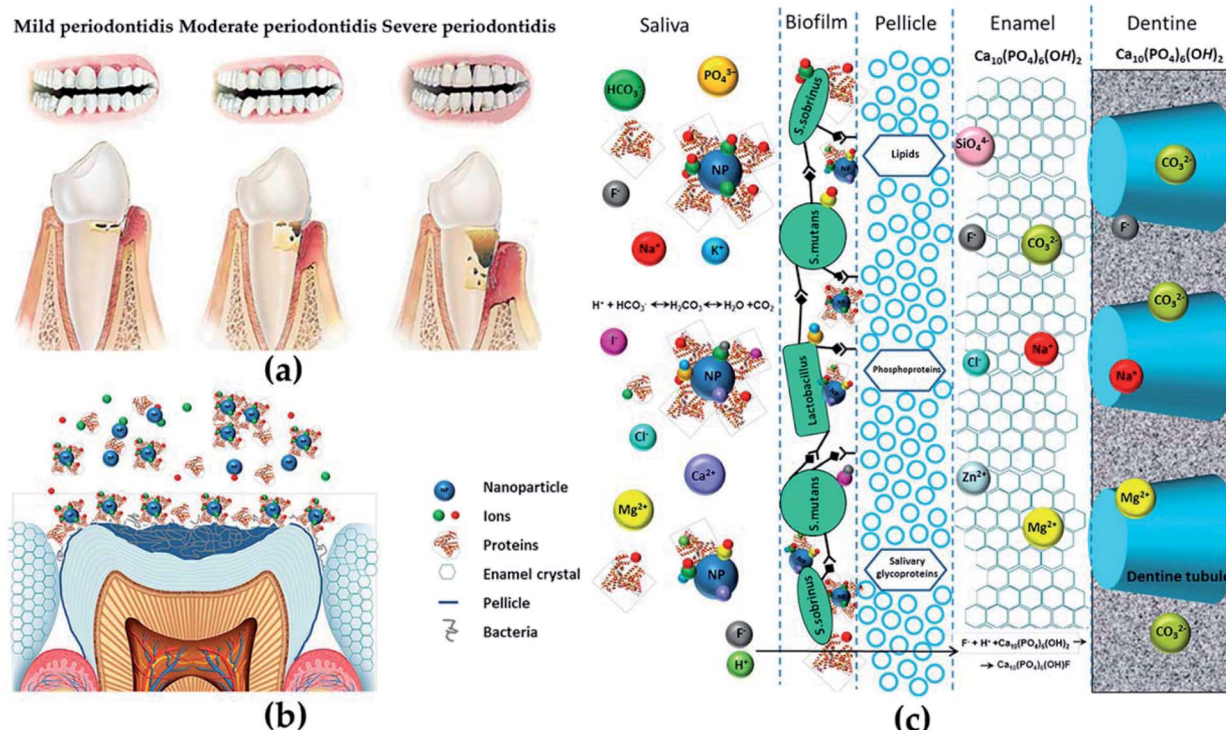 Mild periodontidis Moderate periodontidis Severe periodontidis
(a)
NP
Nanoparticle
Ions
Proteins
Enamel crystal
Pellicle
Bacteria
(b)
Saliva
Biofilm
Pellicle
Enamel
Dentine
Ca₁₀(PO₄)₆(OH)₂
Ca₁₀(PO₄)₆(OH)₂
HCO₃⁻
PO₄³⁻
NP
F⁻
Na⁺
K⁺
H⁺ + HCO₃⁻ ⟷H₂CO₃⟷H₂O +CO₂
I⁻
NP
Cl⁻
Ca²⁺
Mg²⁺
NP
F⁻
H⁺
S.sobrinus
NP
S.mutans
Lactobacillus
S.mutans
S.sobrinus
Lipids
Phosphoproteins
Salivary
glycoproteins
SiO₄⁴⁻
F⁻
CO₃²⁻
Cl⁻
Na⁺
Zn²⁺
Mg²⁺
F⁻ + H⁺ +Ca₁₀(PO₄)₆(OH)₂ →
→ Ca₁₀(PO₄)₆(OH)F
CO₃²⁻
F⁻
CO₃²⁻
Na⁺
Mg²⁺
Dentine tubule
CO₃²⁻
(c)